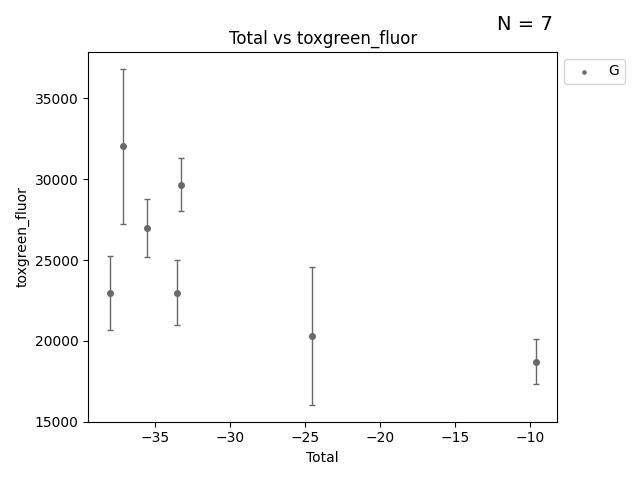 N = 7
Total vs toxgreen_fluor
G
35000
30000
25000
20000
15000
toxgreen_fluor
−35
−30
−25
−20
−15
−10
Total